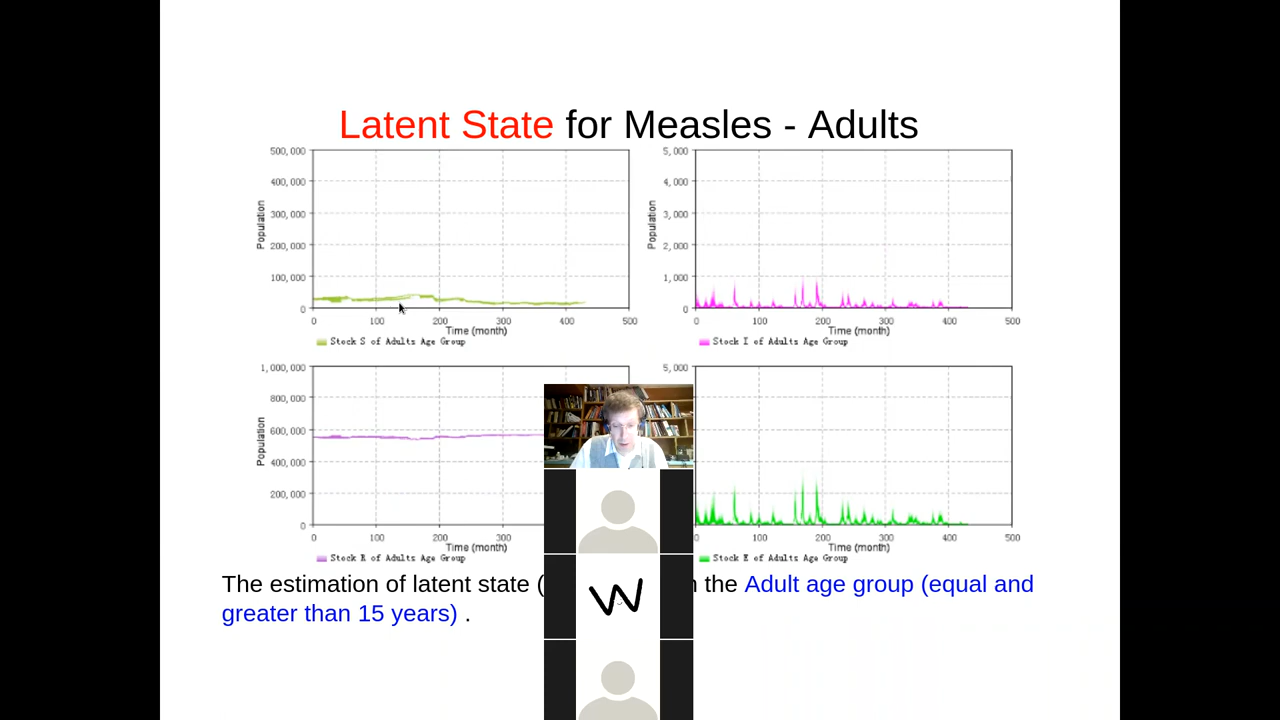 Latent State for Measles - Adults
500,000
400,000
300,000
200,000
100,000
0
Population
0 100 200 300 400 500
Time (month)
Stock S of Adults Age Group
5,000
4,000
3,000
2,000
1,000
0
Population
0 100 200 300 400 500
Time (month)
Stock I of Adults Age Group
1,000,000
800,000
600,000
400,000
200,000
0
Population
0 100 200 300
Time (month)
Stock R of Adults Age Group
5,000
0 100 200 300 400 500
Time (month)
Stock E of Adults Age Group
W
The estimation of latent state ( the Adult age group (equal and
greater than 15 years) .